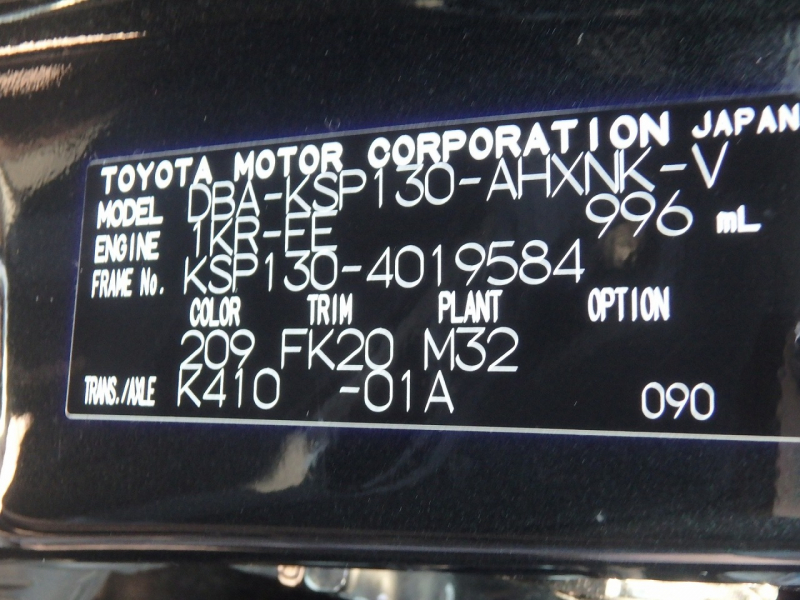 TOYOTA MOTOR CORPORATION JAPAN
MODEL DBA-KSP130-AHXNK-V
ENGINE 1KR-FE 996 mL
FRAME No. KSP130-4019584
COLOR TRIM PLANT OPTION
209 FK20 M32
TRANS./AXLE K410 -01A 090